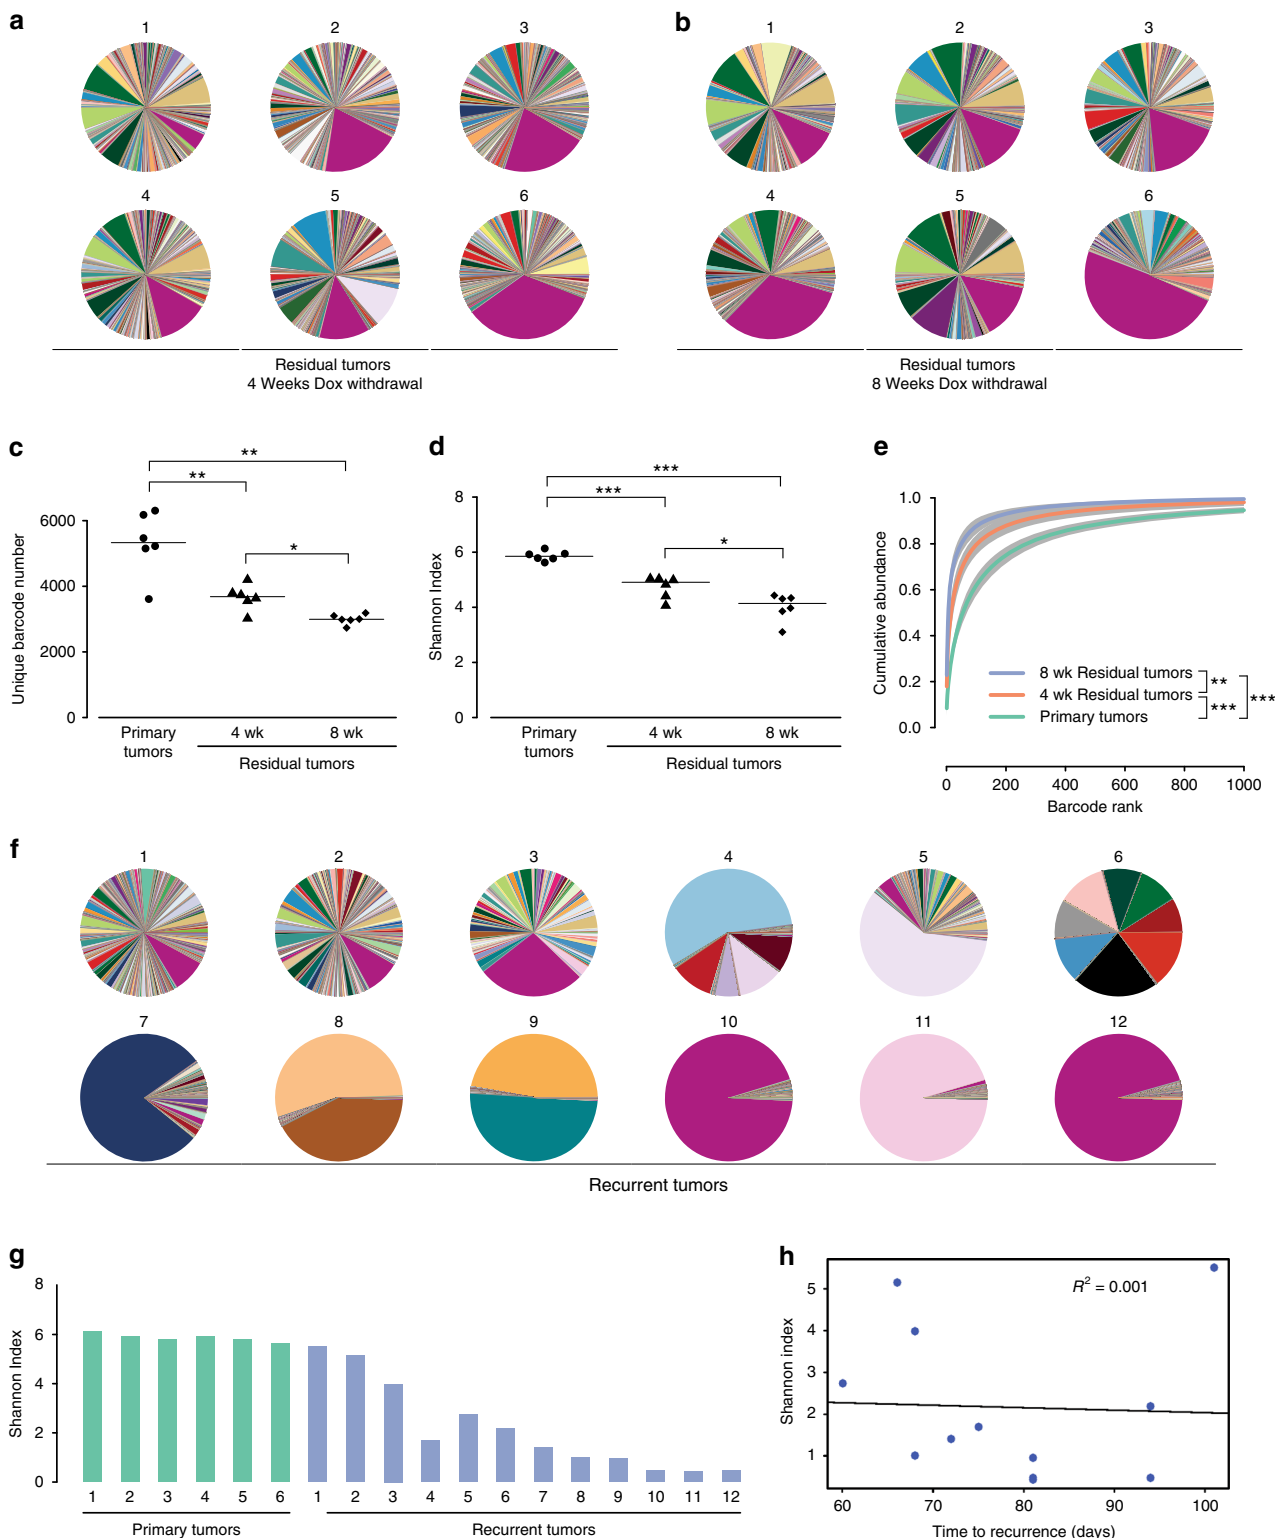 a
1 2 3
4 5 6
Residual tumors
4 Weeks Dox withdrawal
b
1 2 3
4 5 6
Residual tumors
8 Weeks Dox withdrawal
c
Unique barcode number
6000
4000
2000
0
**
**
*
Primary
tumors
4 wk 8 wk
Residual tumors
d
Shannon Index
8
6
4
2
0
***
***
*
Primary
tumors
4 wk 8 wk
Residual tumors
e
Cumulative abundance
1.0
0.8
0.6
0.4
0.2
0.0
8 wk Residual tumors
4 wk Residual tumors
Primary tumors
**
***
***
0 200 400 600 800 1000
Barcode rank
f
1 2 3 4 5 6
7 8 9 10 11 12
Recurrent tumors
g
Shannon Index
8
6
4
2
0
1 2 3 4 5 6 1 2 3 4 5 6 7 8 9 10 11 12
Primary tumors Recurrent tumors
h
Shannon index
5
4
3
2
1
R² = 0.001
60 70 80 90 100
Time to recurrence (days)